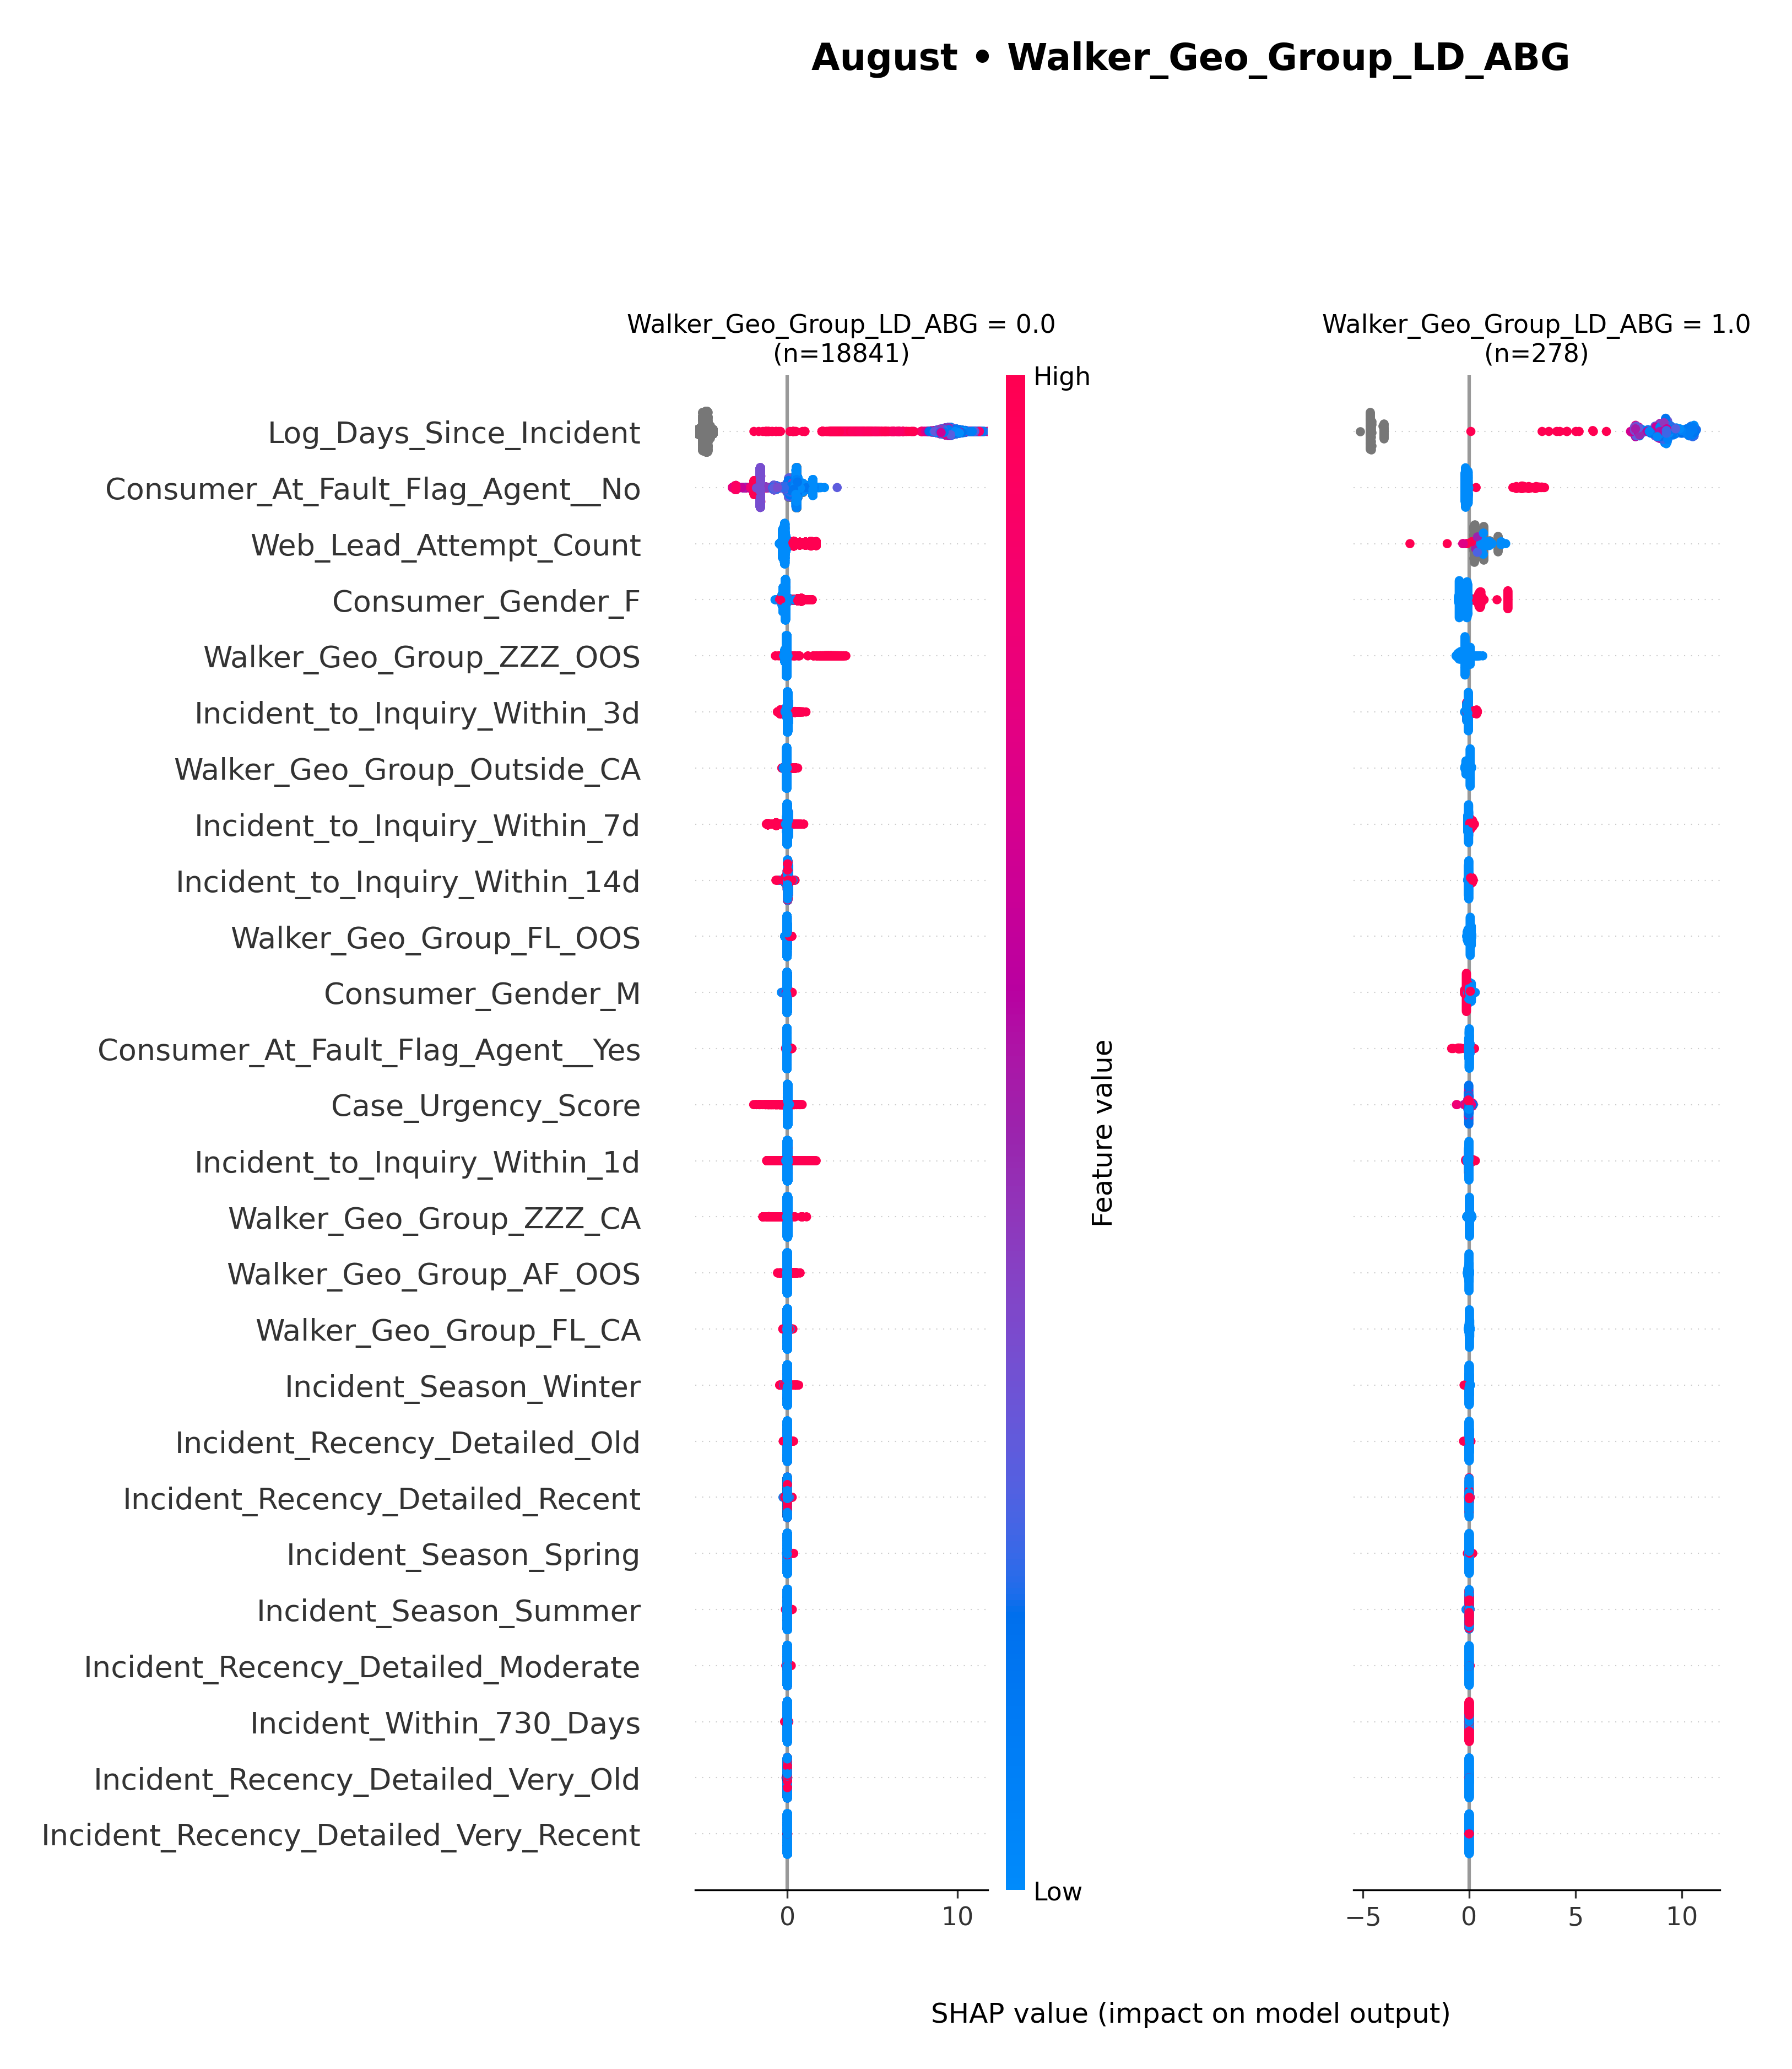 August • Walker_Geo_Group_LD_ABG
Walker_Geo_Group_LD_ABG = 0.0
(n=18841)
Walker_Geo_Group_LD_ABG = 1.0
(n=278)
High
Log_Days_Since_Incident
Consumer_At_Fault_Flag_Agent__No
Web_Lead_Attempt_Count
Consumer_Gender_F
Walker_Geo_Group_ZZZ_OOS
Incident_to_Inquiry_Within_3d
Walker_Geo_Group_Outside_CA
Incident_to_Inquiry_Within_7d
Incident_to_Inquiry_Within_14d
Walker_Geo_Group_FL_OOS
Consumer_Gender_M
Consumer_At_Fault_Flag_Agent__Yes
Case_Urgency_Score
Incident_to_Inquiry_Within_1d
Walker_Geo_Group_ZZZ_CA
Walker_Geo_Group_AF_OOS
Walker_Geo_Group_FL_CA
Incident_Season_Winter
Incident_Recency_Detailed_Old
Incident_Recency_Detailed_Recent
Incident_Season_Spring
Incident_Season_Summer
Incident_Recency_Detailed_Moderate
Incident_Within_730_Days
Incident_Recency_Detailed_Very_Old
Incident_Recency_Detailed_Very_Recent
Feature value
Low
0 10
−5 0 5 10
SHAP value (impact on model output)